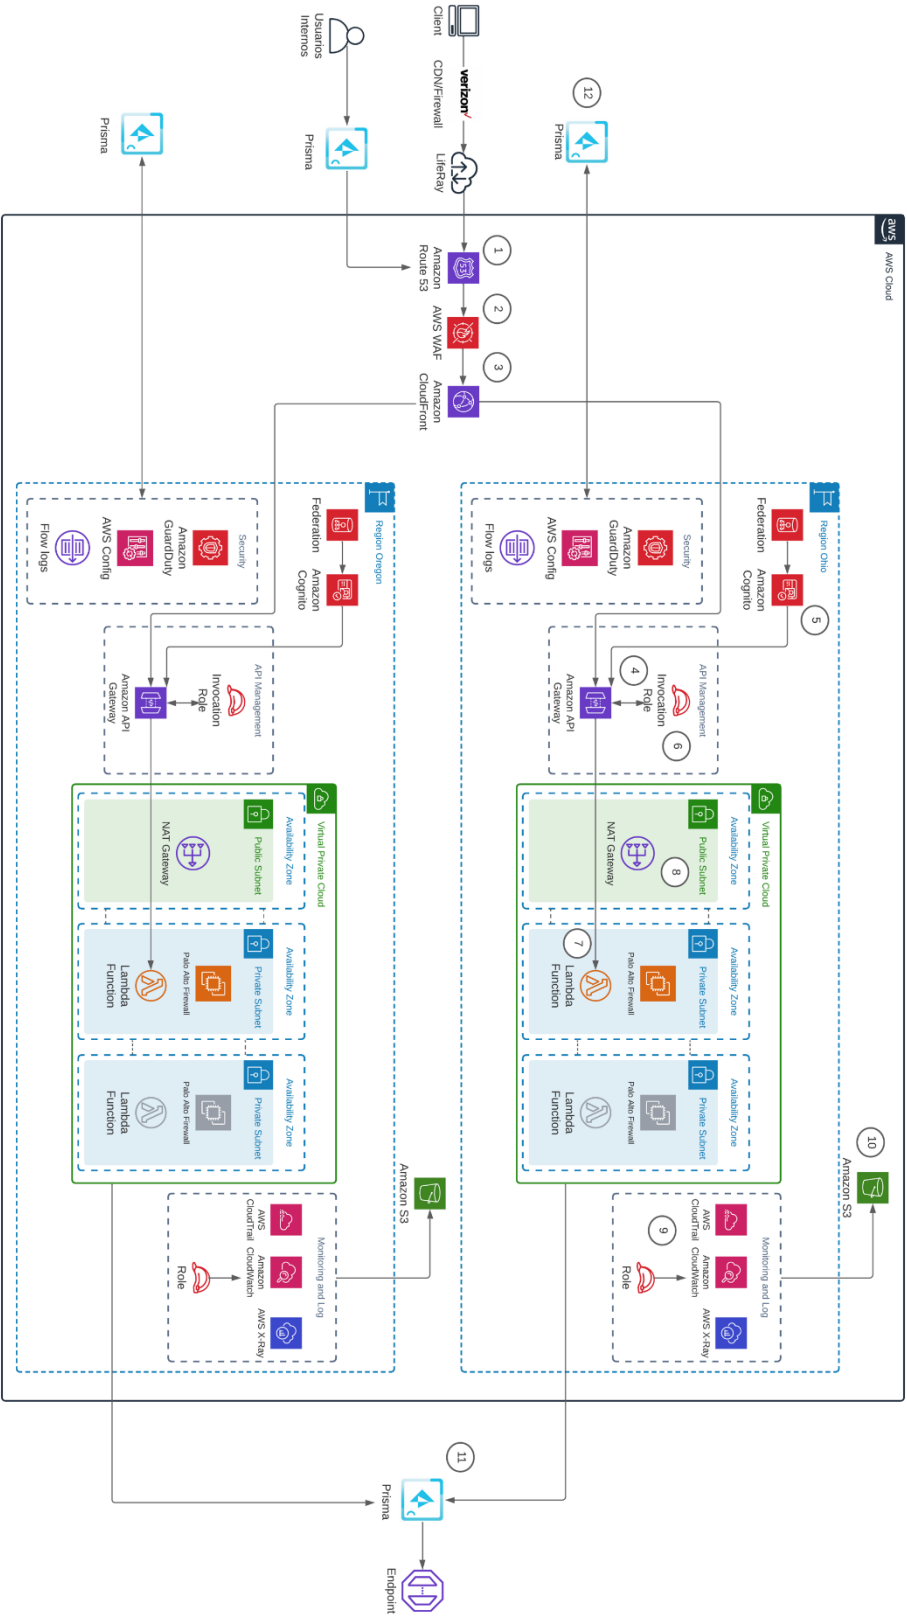 aws
AWS Cloud
12
Prisma
Client
verizon
CDN/Firewall
LifeRay
Usuarios
Internos
Prisma
Prisma
1
Amazon
Route 53
53
2
AWS WAF
3
Amazon
CloudFront
Region Ohio
Federation
Amazon
Cognito
5
Security
Amazon
GuardDuty
AWS Config
Flow logs
API Management
4
Invocation
Role
6
Amazon API
Gateway
Virtual Private Cloud
Availability Zone
Public Subnet
8
NAT Gateway
Availability Zone
Private Subnet
Palo Alto Firewall
7
Lambda
Function
Availability Zone
Private Subnet
Palo Alto Firewall
Lambda
Function
10
Amazon S3
Monitoring and Log
AWS
CloudTrail
Amazon
CloudWatch
AWS X-Ray
9
Role
Region Oregon
Federation
Amazon
Cognito
Security
Amazon
GuardDuty
AWS Config
Flow logs
API Management
Invocation
Role
Amazon API
Gateway
Virtual Private Cloud
Availability Zone
Public Subnet
NAT Gateway
Availability Zone
Private Subnet
Palo Alto Firewall
Lambda
Function
Availability Zone
Private Subnet
Palo Alto Firewall
Lambda
Function
Amazon S3
Monitoring and Log
AWS
CloudTrail
Amazon
CloudWatch
AWS X-Ray
Role
11
Prisma
Endpoint